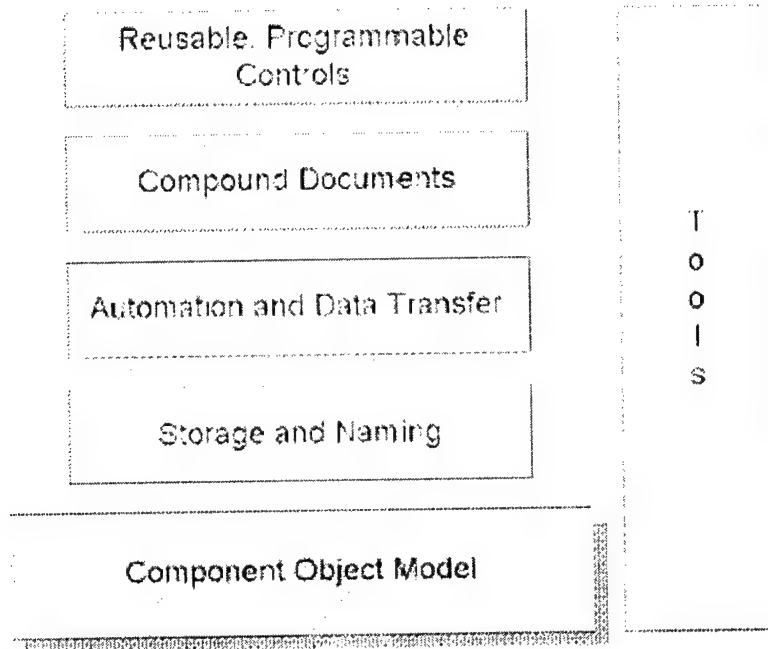 Reusable, Programmable
Controls
Compound Documents
Automation and Data Transfer
Storage and Naming
Component Object Model
T
o
o
l
s